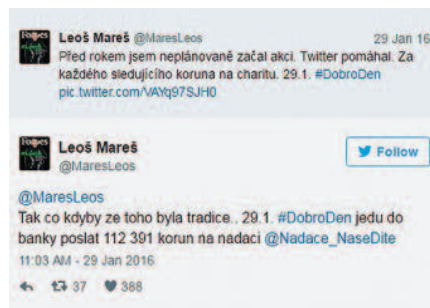 Forbes
Leoš Mareš @MaresLeos 29 Jan 16
Před rokem jsem neplánovaně začal akci. Twitter pomáhal. Za
každého sledujícího koruna na charitu. 29.1. #DobroDen
pic.twitter.com/VAYq97SJH0
Forbes
Leoš Mareš
@MaresLeos
Follow
@MaresLeos
Tak co kdyby ze toho byla tradice.. 29.1. #DobroDen jedu do
banky poslat 112 391 korun na nadaci @Nadace_NaseDite
11:03 AM - 29 Jan 2016
37 388